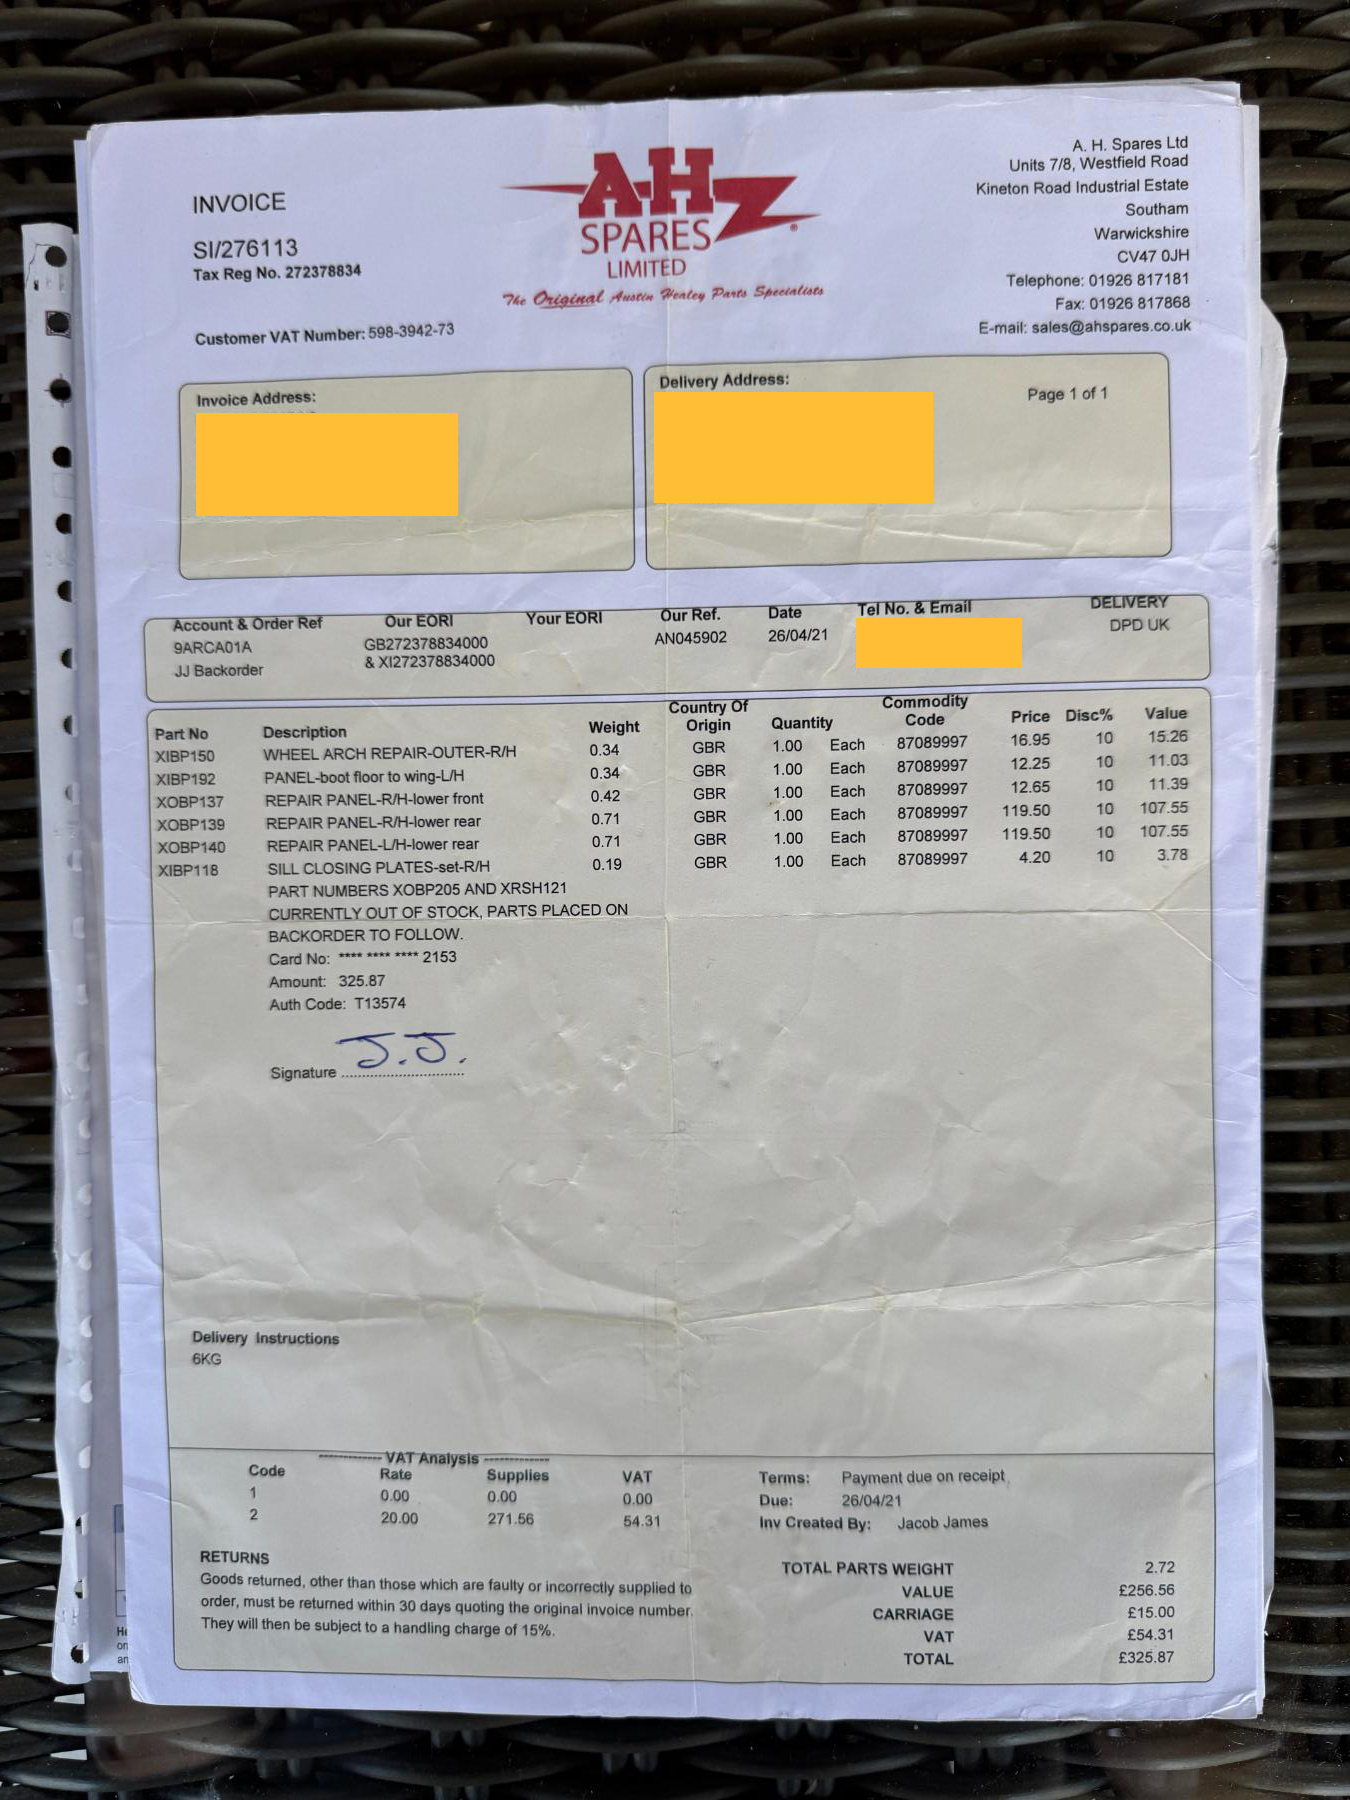 INVOICE
SI/276113
Tax Reg No. 272378834
Customer VAT Number: 598-3942-73
A-H
SPARES
LIMITED
The Original Austin Healey Parts Specialists
A. H. Spares Ltd
Units 7/8, Westfield Road
Kineton Road Industrial Estate
Southam
Warwickshire
CV47 0JH
Telephone: 01926 817181
Fax: 01926 817868
E-mail: sales@ahspares.co.uk
Invoice Address:
Delivery Address:
Page 1 of 1
Account & Order Ref Our EORI Your EORI Our Ref. Date Tel No. & Email DELIVERY
9ARCA01A GB272378834000 AN045902 26/04/21 DPD UK
JJ Backorder & XI272378834000
Part No Description Weight Country Of Origin Quantity Commodity Code Price Disc% Value
XIBP150 WHEEL ARCH REPAIR-OUTER-R/H 0.34 GBR 1.00 Each 87089997 16.95 10 15.26
XIBP192 PANEL-boot floor to wing-L/H 0.34 GBR 1.00 Each 87089997 12.25 10 11.03
XOBP137 REPAIR PANEL-R/H-lower front 0.42 GBR 1.00 Each 87089997 12.65 10 11.39
XOBP139 REPAIR PANEL-R/H-lower rear 0.71 GBR 1.00 Each 87089997 119.50 10 107.55
XOBP140 REPAIR PANEL-L/H-lower rear 0.71 GBR 1.00 Each 87089997 119.50 10 107.55
XIBP118 SILL CLOSING PLATES-set-R/H 0.19 GBR 1.00 Each 87089997 4.20 10 3.78
PART NUMBERS XOBP205 AND XRSH121
CURRENTLY OUT OF STOCK, PARTS PLACED ON
BACKORDER TO FOLLOW.
Card No: **** **** **** 2153
Amount: 325.87
Auth Code: T13574
J.J.
Signature ..........................
Delivery Instructions
6KG
------------ VAT Analysis ------------
Code Rate Supplies VAT
1 0.00 0.00 0.00
2 20.00 271.56 54.31
Terms: Payment due on receipt
Due: 26/04/21
Inv Created By: Jacob James
RETURNS
Goods returned, other than those which are faulty or incorrectly supplied to
order, must be returned within 30 days quoting the original invoice number.
They will then be subject to a handling charge of 15%.
TOTAL PARTS WEIGHT 2.72
VALUE £256.56
CARRIAGE £15.00
VAT £54.31
TOTAL £325.87